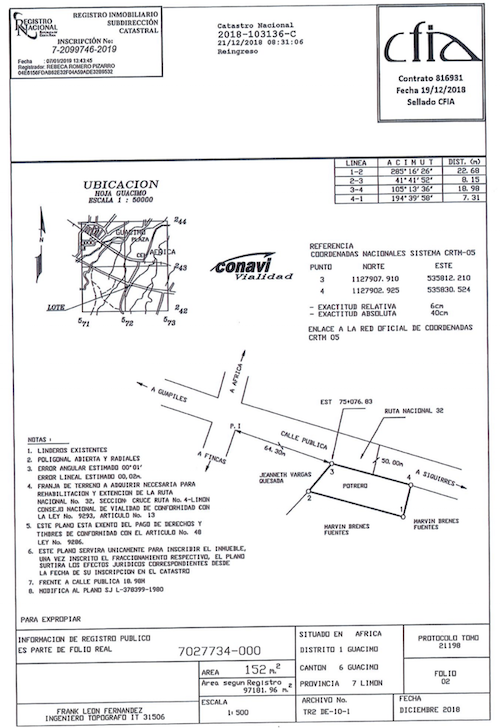 REGISTRO NACIONAL
REGISTRO INMOBILIARIO
SUBDIRECCIÓN
CATASTRAL
INSCRIPCIÓN No:
7-2099746-2019
Fecha: 07/01/2019 13:43:45
Registrador: REBECA ROMERO PIZARRO
Catastro Nacional
2018-103136-C
21/12/2018 08:31:06
Reingreso
cfia
Contrato 816931
Fecha 19/12/2018
Sellado CFIA
LINEA A C I M U T DIST. (m)
1-2 285° 16' 26" 22.68
2-3 41° 41' 52" 8.15
3-4 105° 13' 36" 18.98
4-1 194° 39' 58" 7.31
UBICACION
HOJA GUACIMO
ESCALA 1 : 50000
244
GUACIMO
PLAZA
AFRICA
243
242
LOTE
571 572 573
conavi
Vialidad
REFERENCIA
COORDENADAS NACIONALES SISTEMA CRTM-05
PUNTO NORTE ESTE
3 1127907.910 535812.210
4 1127902.925 535830.524
- EXACTITUD RELATIVA 6cm
- EXACTITUD ABSOLUTA 40cm
ENLACE A LA RED OFICIAL DE COORDENADAS
CRTM 05
A AFRICA
EST 75+076.83
A GUAPILES
RUTA NACIONAL 32
P.1
CALLE PUBLICA
64.30m
A FINCAS
50.00m
A SIQUIRRES
JEANNETH VARGAS
QUESADA
3
POTRERO
4
2
1
MARVIN BRENES
FUENTES
MARVIN BRENES
FUENTES
NOTAS :
1. LINDEROS EXISTENTES
2. POLIGONAL ABIERTA Y RADIALES
3. ERROR ANGULAR ESTIMADO 00°01'
ERROR LINEAL ESTIMADO 00,02m.
4. FRANJA DE TERRENO A ADQUIRIR NECESARIA PARA
REHABILITACION Y EXTENCION DE LA RUTA
NACIONAL No. 32, SECCION: CRUCE RUTA No. 4-LIMON
CONSEJO NACIONAL DE VIALIDAD DE CONFORMIDAD
CON LA LEY No. 9293, ARTICULO No. 13
5. ESTE PLANO ESTA EXENTO DEL PAGO DE DERECHOS Y
TIMBRES DE CONFORMIDAD CON EL ARTICULO No. 48
LEY No. 9286.
6. ESTE PLANO SERVIRA UNICAMENTE PARA INSCRIBIR EL INMUEBLE,
UNA VEZ INSCRITO EL FRACCIONAMIENTO RESPECTIVO, EL PLANO
SURTIRA LOS EFECTOS JURIDICOS CORRESPONDIENTES DESDE
LA FECHA DE SU INSCRIPCION EN EL CATASTRO
7. FRENTE A CALLE PUBLICA 18.98m
8. MODIFICA AL PLANO SJ L-378399-1980
PARA EXPROPIAR
INFORMACION DE REGISTRO PUBLICO
ES PARTE DE FOLIO REAL 7027734-000
SITUADO EN AFRICA
DISTRITO 1 GUACIMO
CANTON 6 GUACIMO
PROVINCIA 7 LIMON
PROTOCOLO TOMO
21198
FOLIO
02
AREA 152 m.2
Area segun Registro
97181.96 m.2
FRANK LEON FERNANDEZ
INGENIERO TOPOGRAFO IT 31506
ESCALA
1: 500
ARCHIVO No.
TR2 DE-10-1
FECHA
DICIEMBRE 2018